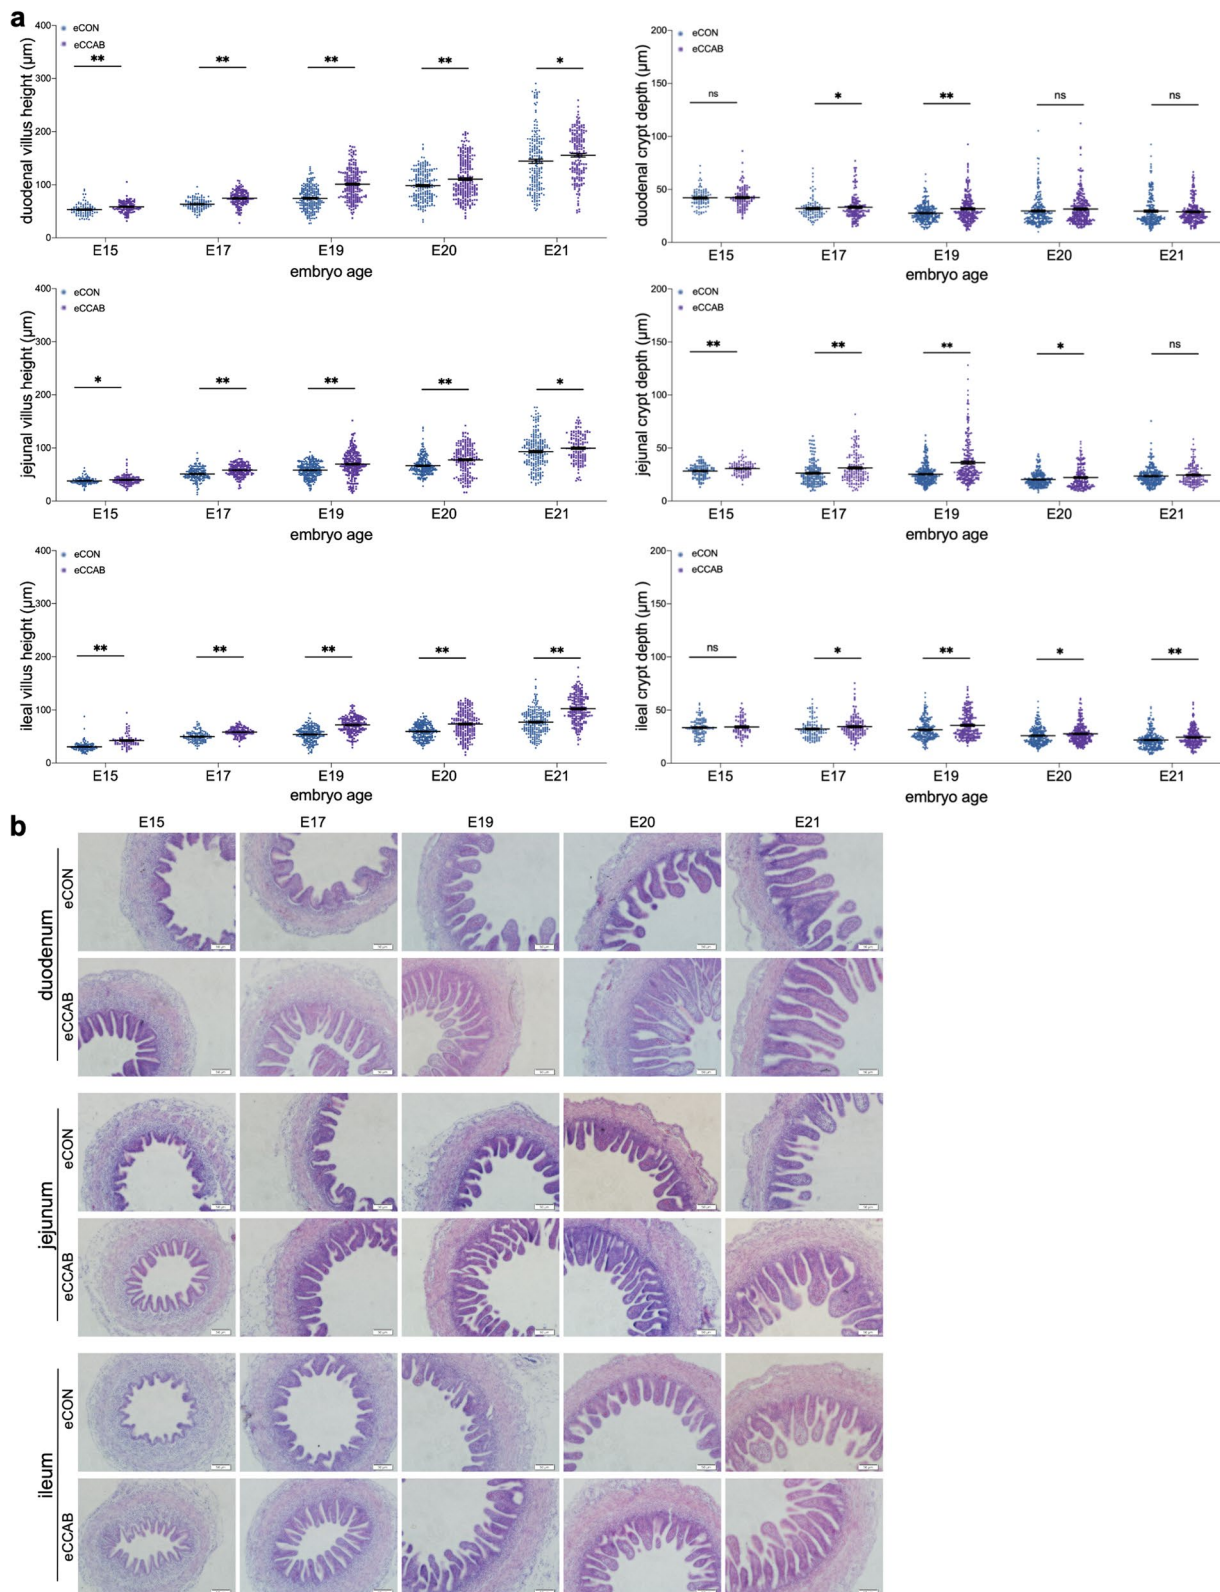 a
eCON
eCCAB
duodenal villus height (μm)
400
300
200
100
0
** ** ** ** *
E15 E17 E19 E20 E21
embryo age
eCON
eCCAB
duodenal crypt depth (μm)
200
150
100
50
0
ns * ** ns ns
E15 E17 E19 E20 E21
embryo age
eCON
eCCAB
jejunal villus height (μm)
400
300
200
100
0
* ** ** ** *
E15 E17 E19 E20 E21
embryo age
eCON
eCCAB
jejunal crypt depth (μm)
200
150
100
50
0
** ** ** * ns
E15 E17 E19 E20 E21
embryo age
eCON
eCCAB
ileal villus height (μm)
400
300
200
100
0
** ** ** ** **
E15 E17 E19 E20 E21
embryo age
eCON
eCCAB
ileal crypt depth (μm )
200
150
100
50
0
ns * ** * **
E15 E17 E19 E20 E21
embryo age
b
E15 E17 E19 E20 E21
duodenum
eCON
eCCAB
jejunum
eCON
eCCAB
ileum
eCON
eCCAB